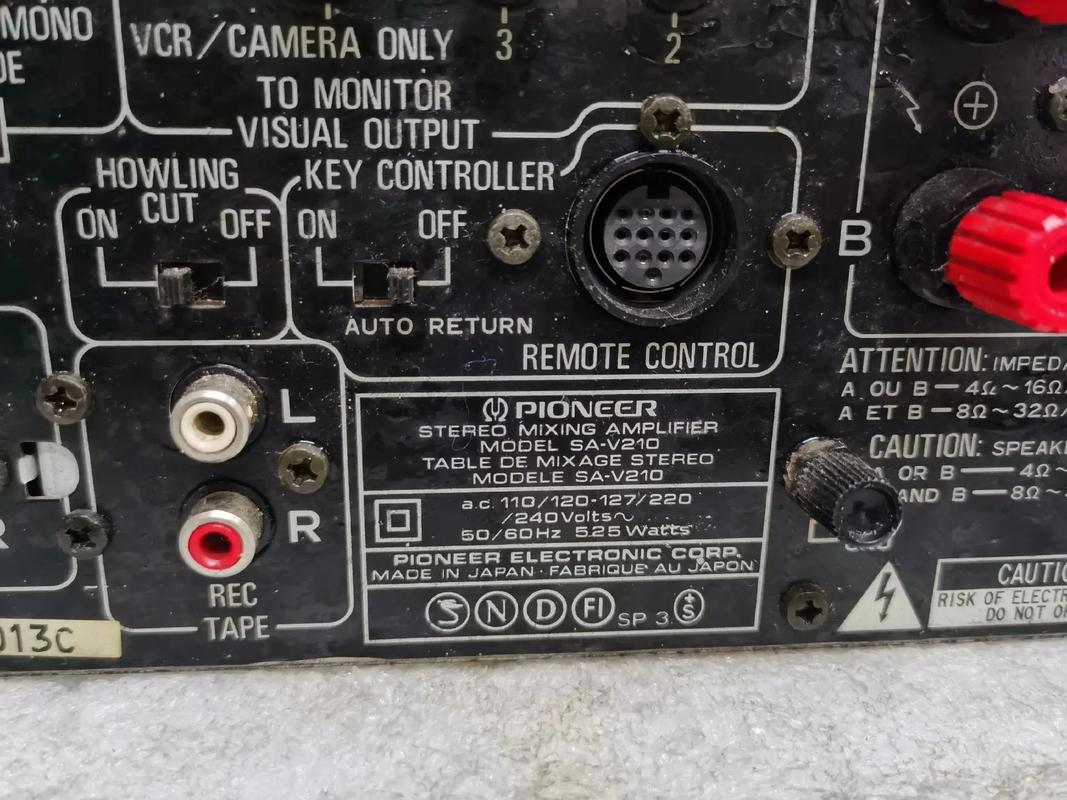 MONO
DE
VCR/CAMERA ONLY
3
2
TO MONITOR
VISUAL OUTPUT
HOWLING
CUT
ON
OFF
KEY CONTROLLER
ON
OFF
AUTO RETURN
REMOTE CONTROL
B
L
R
REC
TAPE
R
013C
PIONEER
STEREO MIXING AMPLIFIER
MODEL SA-V210
TABLE DE MIXAGE STEREO
MODELE SA-V210
a.c. 110/120-127/220
/240Volts~
50/60Hz 525 Watts
PIONEER ELECTRONIC CORP.
MADE IN JAPAN · FABRIQUE AU JAPON
S N D FI SP 3 +S
ATTENTION: IMPEDA
A OU B — 4Ω ~ 16Ω/
A ET B — 8Ω ~ 32Ω/
CAUTION: SPEAKE
A OR B — 4Ω ~
AND B — 8Ω ~
CAUTIO
RISK OF ELECTR
DO NOT OP